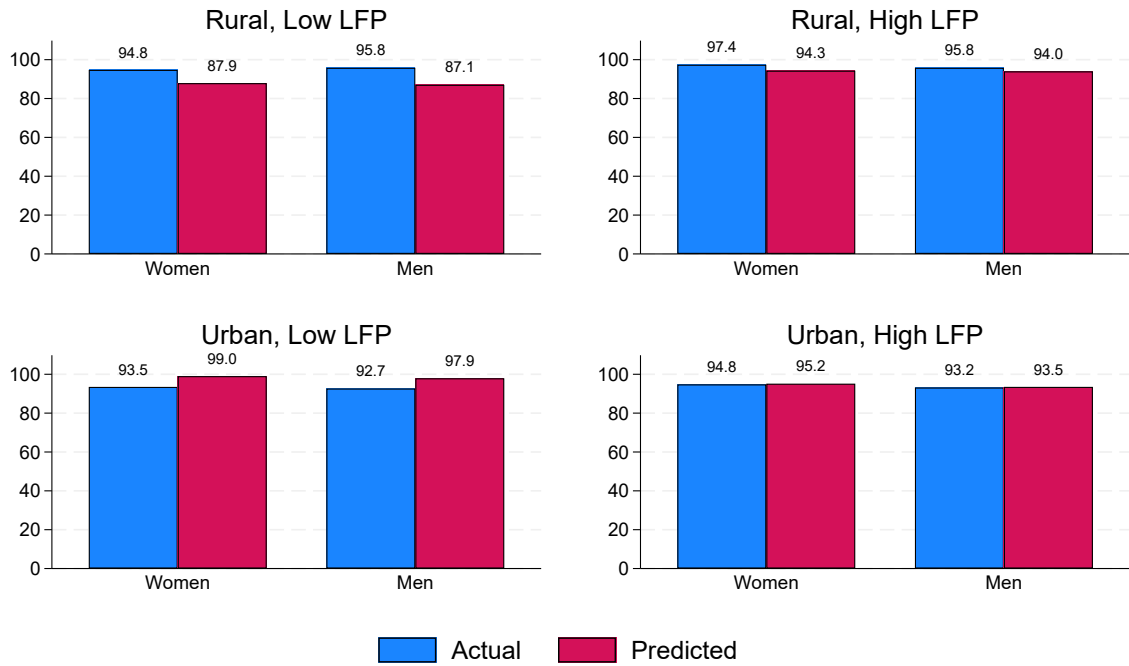 Rural, Low LFP
94.8 87.9 95.8 87.1
100
80
60
40
20
0
Women Men
Rural, High LFP
97.4 94.3 95.8 94.0
100
80
60
40
20
0
Women Men
Urban, Low LFP
93.5 99.0 92.7 97.9
100
80
60
40
20
0
Women Men
Urban, High LFP
94.8 95.2 93.2 93.5
100
80
60
40
20
0
Women Men
Actual Predicted